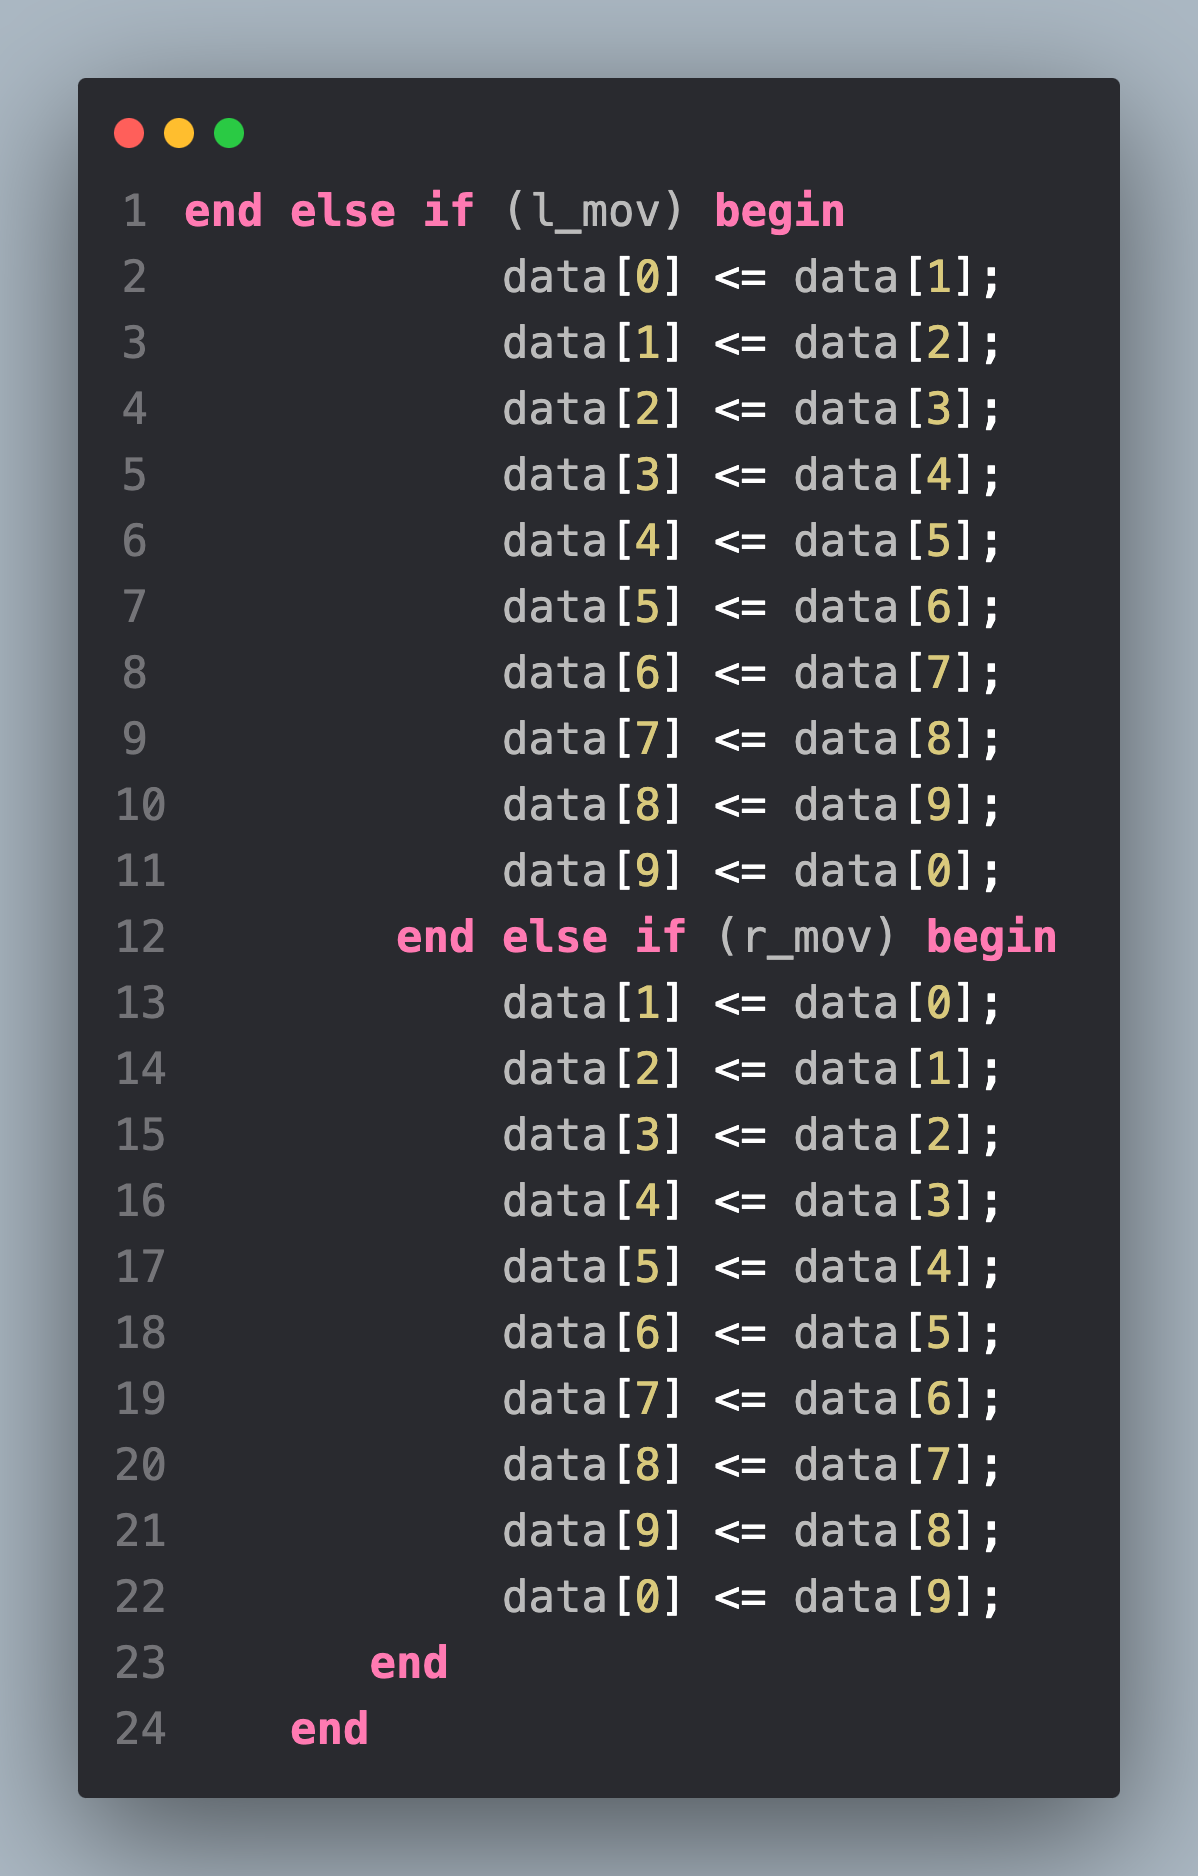 1 end else if (l_mov) begin
2             data[0] <= data[1];
3             data[1] <= data[2];
4             data[2] <= data[3];
5             data[3] <= data[4];
6             data[4] <= data[5];
7             data[5] <= data[6];
8             data[6] <= data[7];
9             data[7] <= data[8];
10            data[8] <= data[9];
11            data[9] <= data[0];
12        end else if (r_mov) begin
13            data[1] <= data[0];
14            data[2] <= data[1];
15            data[3] <= data[2];
16            data[4] <= data[3];
17            data[5] <= data[4];
18            data[6] <= data[5];
19            data[7] <= data[6];
20            data[8] <= data[7];
21            data[9] <= data[8];
22            data[0] <= data[9];
23       end
24    end